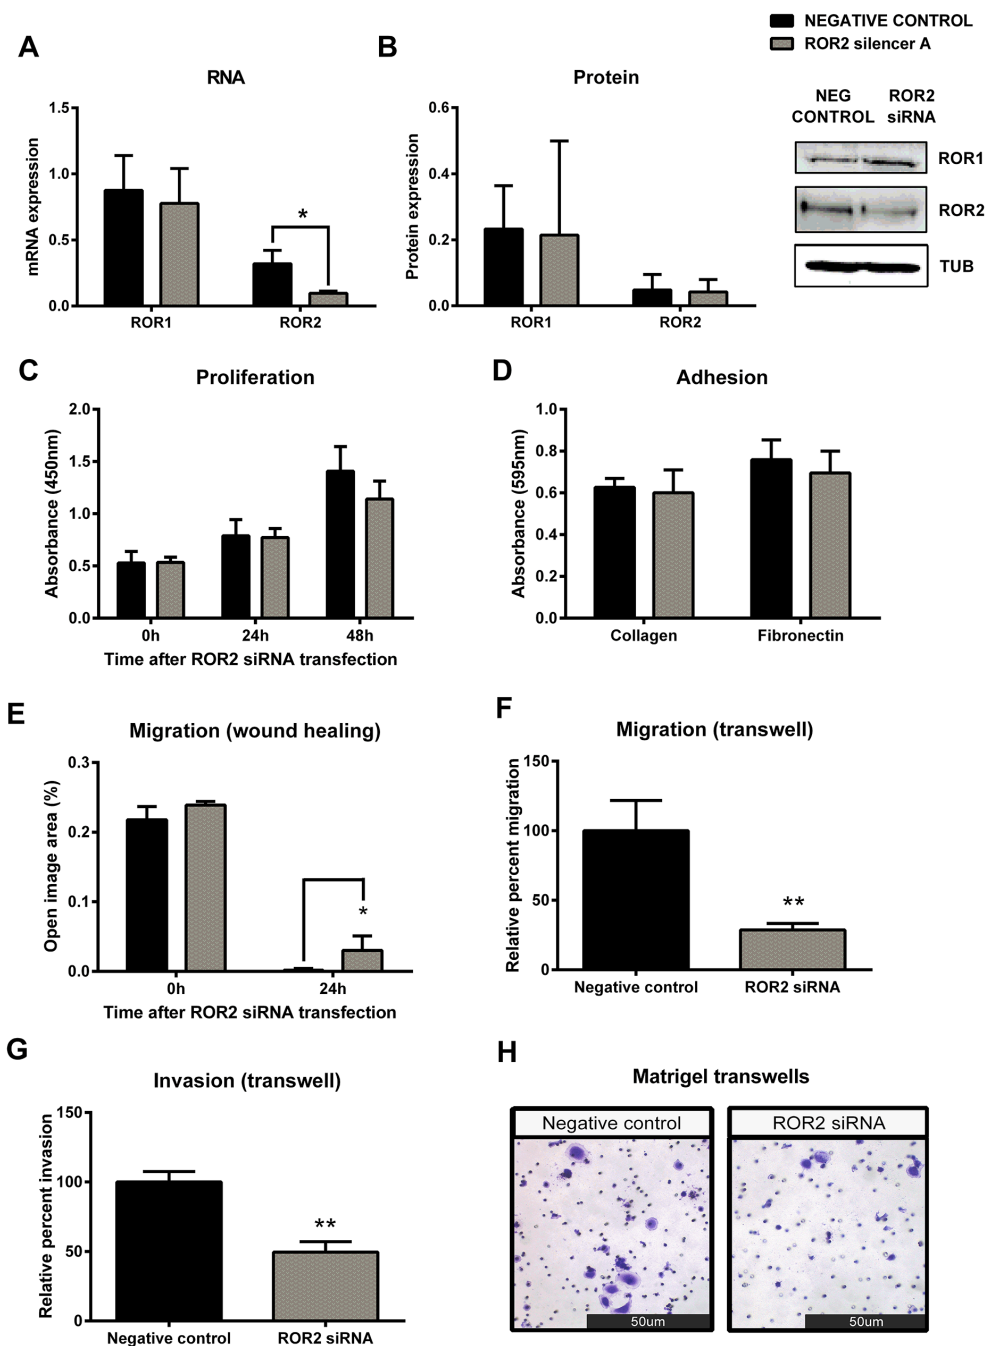 NEGATIVE CONTROL
ROR2 silencer A
A
RNA
mRNA expression
1.5
1.0
0.5
0.0
*
ROR1
ROR2
B
Protein
Protein expression
0.6
0.4
0.2
0.0
ROR1
ROR2
NEG CONTROL
ROR2 siRNA
ROR1
ROR2
TUB
C
Proliferation
Absorbance (450nm)
2.0
1.5
1.0
0.5
0.0
0h
24h
48h
Time after ROR2 siRNA transfection
D
Adhesion
Absorbance (595nm)
1.0
0.8
0.6
0.4
0.2
0.0
Collagen
Fibronectin
E
Migration (wound healing)
Open image area (%)
0.3
0.2
0.1
0.0
*
0h
24h
Time after ROR2 siRNA transfection
F
Migration (transwell)
Relative percent migration
150
100
50
0
**
Negative control
ROR2 siRNA
G
Invasion (transwell)
Relative percent invasion
150
100
50
0
**
Negative control
ROR2 siRNA
H
Matrigel transwells
Negative control
ROR2 siRNA
50um
50um